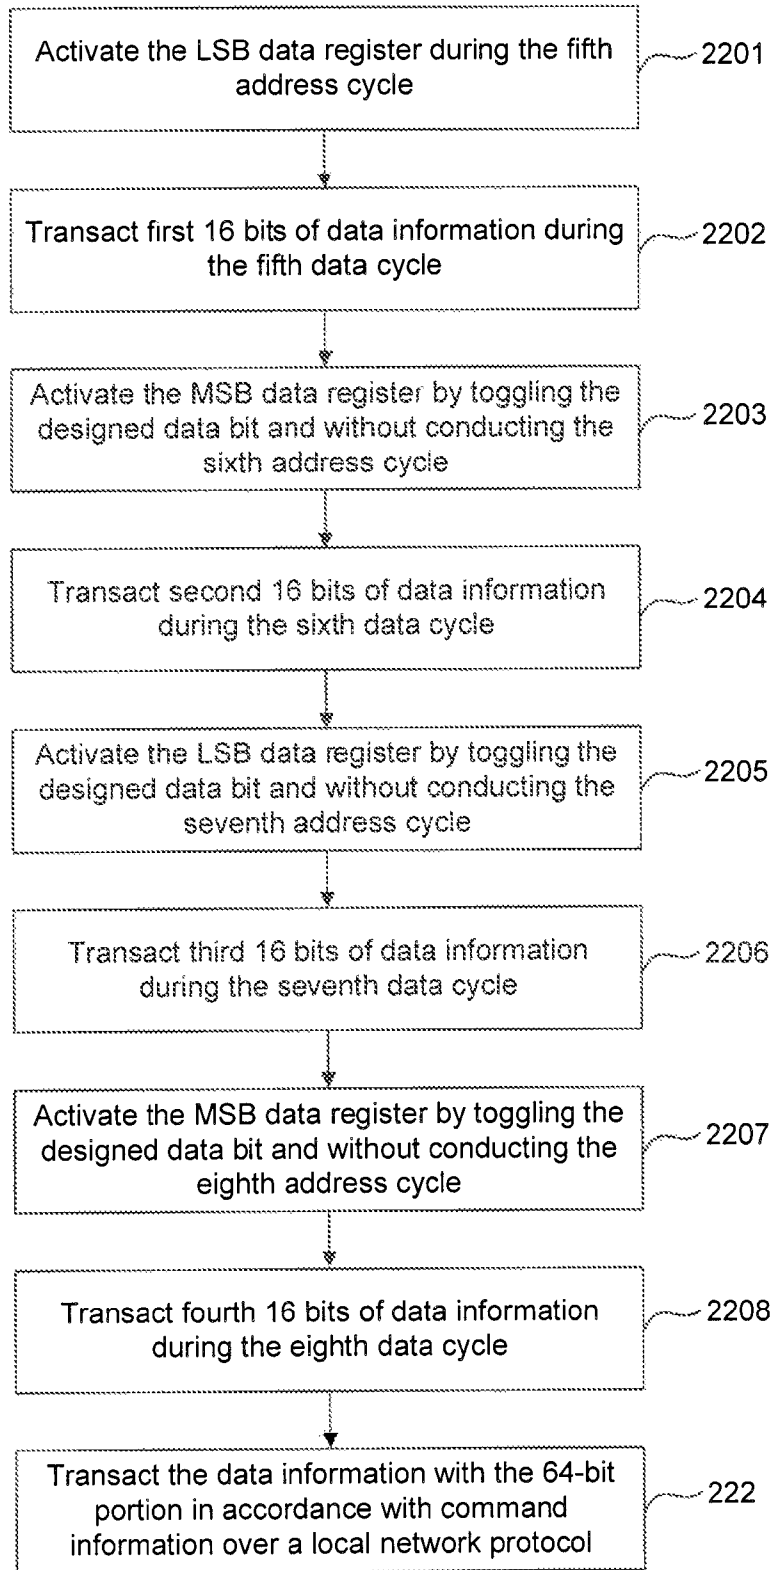 Activate the LSB data register during the fifth
address cycle
2201
Transact first 16 bits of data information during
the fifth data cycle
2202
Activate the MSB data register by toggling the
designed data bit and without conducting the
sixth address cycle
2203
Transact second 16 bits of data information
during the sixth data cycle
2204
Activate the LSB data register by toggling the
designed data bit and without conducting the
seventh address cycle
2205
Transact third 16 bits of data information
during the seventh data cycle
2206
Activate the MSB data register by toggling the
designed data bit and without conducting the
eighth address cycle
2207
Transact fourth 16 bits of data information
during the eighth data cycle
2208
Transact the data information with the 64-bit
portion in accordance with command
information over a local network protocol
222